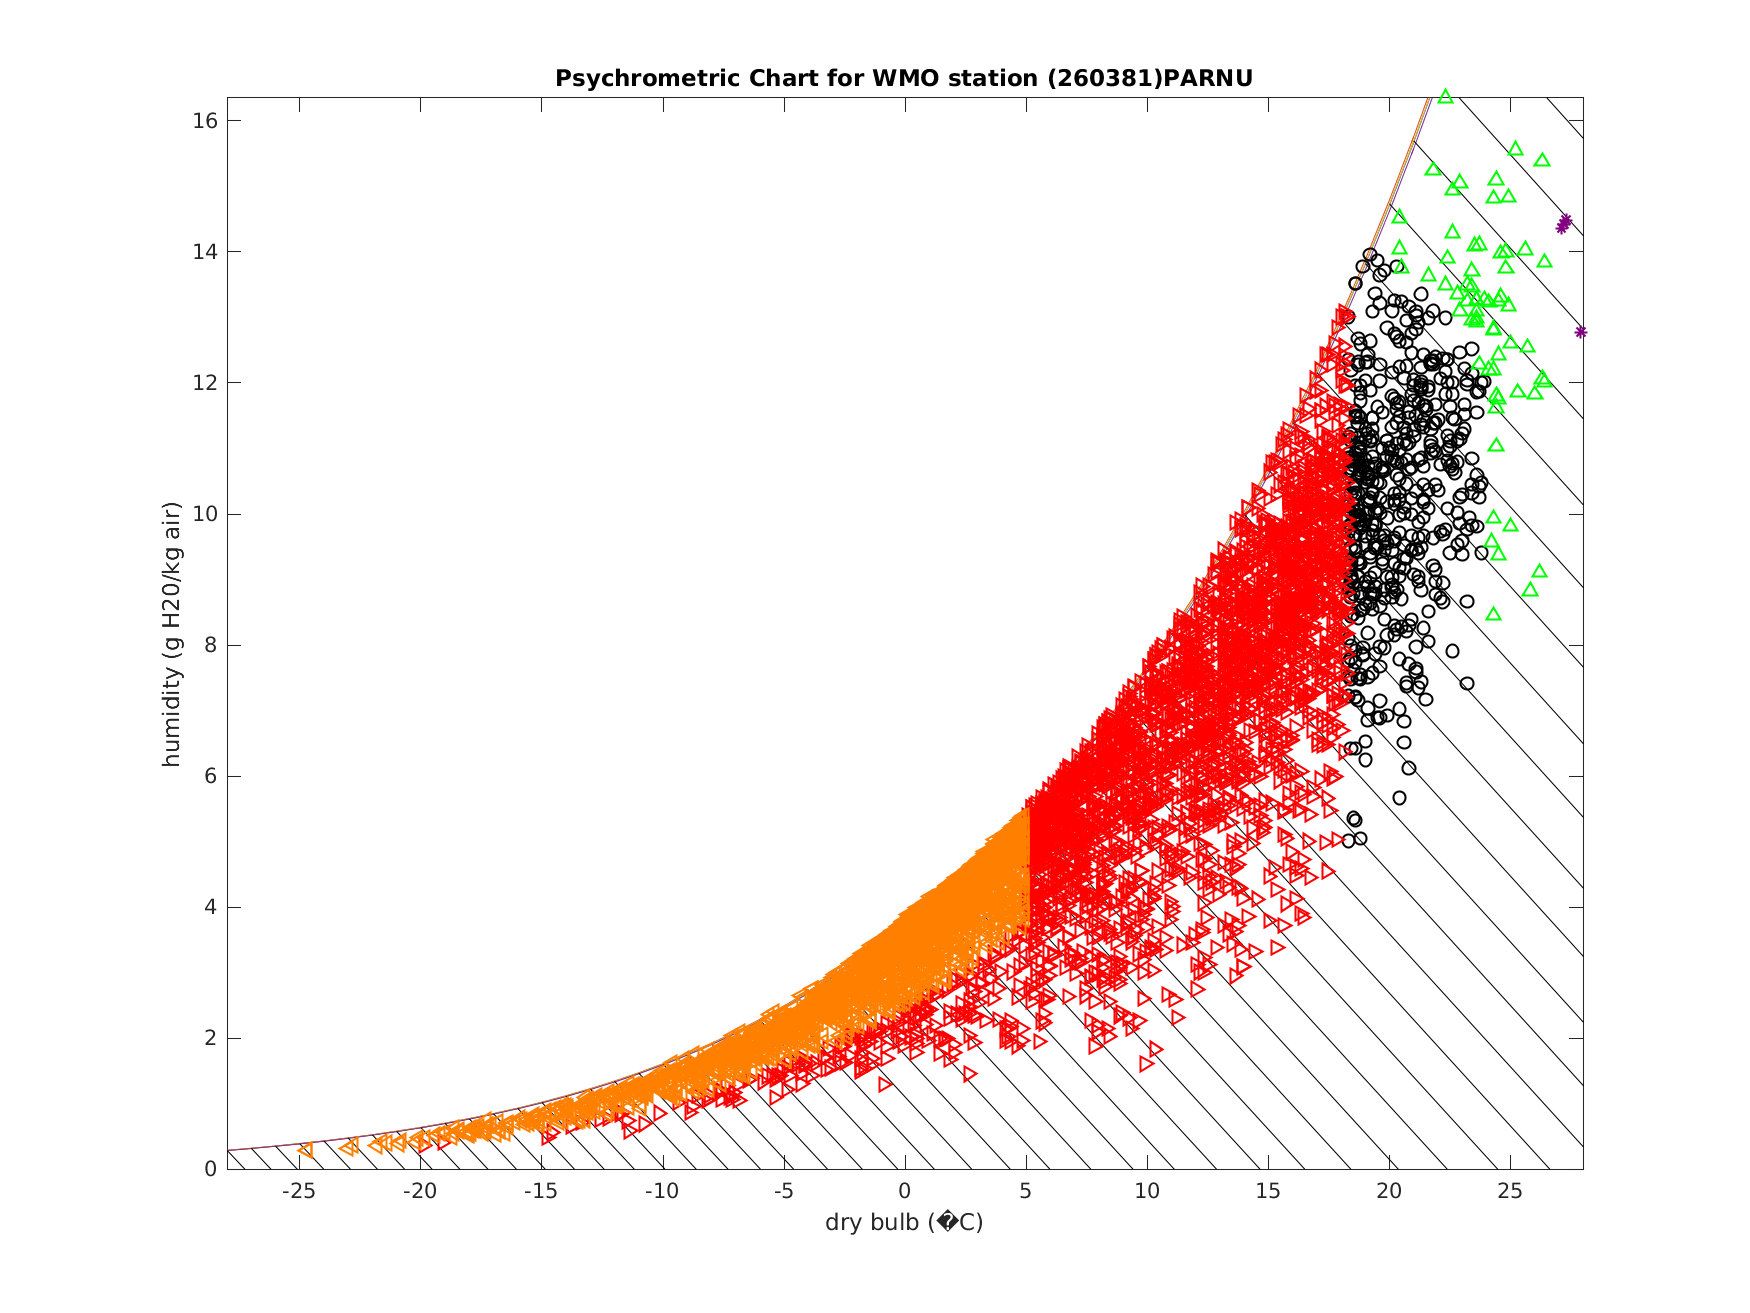 Psychrometric Chart for WMO station (260381)PARNU
16
14
12
10
8
6
4
2
0
humidity (g H20/kg air)
-25 -20 -15 -10 -5 0 5 10 15 20 25
dry bulb (�C)